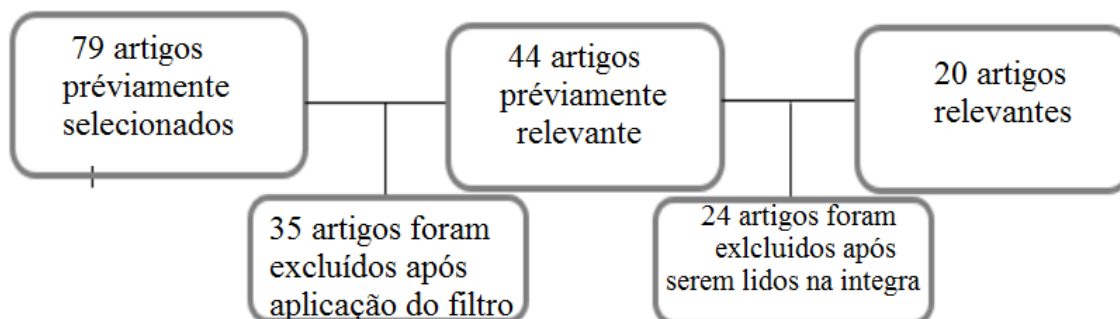 79 artigos
préviamente
selecionados
44 artigos
préviamente
relevante
20 artigos
relevantes
35 artigos foram
excluídos após
aplicação do filtro
24 artigos foram
exlcluidos após
serem lidos na integra